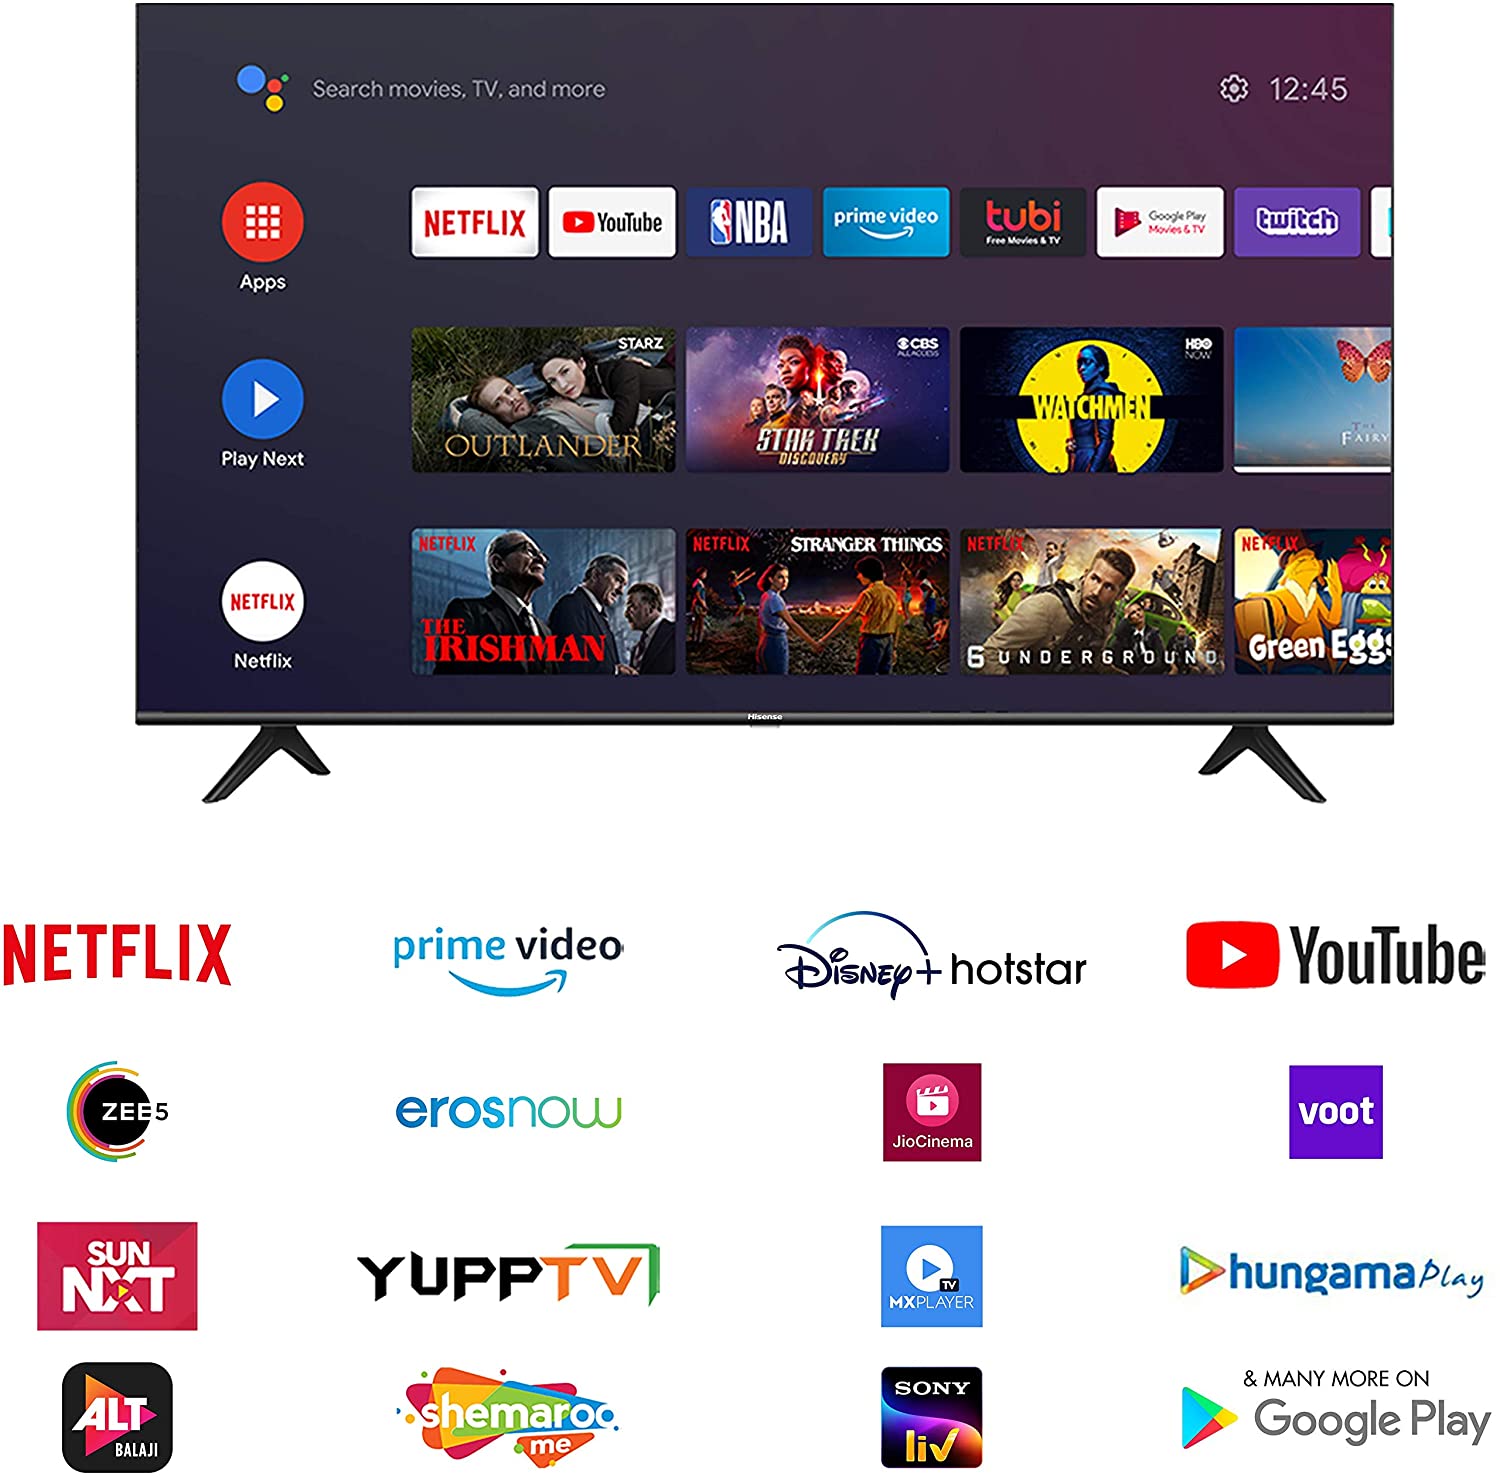 Search movies, TV, and more
12:45
Apps
NETFLIX
YouTube
NBA
prime video
tubi
Free Movies & TV
Google Play
Movies & TV
twitch
Play Next
STARZ
OUTLANDER
CBS
ALL ACCESS
STAR TREK
DISCOVERY
HBO
NOW
WATCHMEN
THE
FAIRY
Netflix
NETFLIX
NETFLIX
THE
IRISHMAN
NETFLIX
STRANGER THINGS
NETFLIX
6 UNDERGROUND
NETFLIX
Green Eggs
Hisense
NETFLIX
prime video
Disney+ hotstar
YouTube
ZEE5
erosnow
JioCinema
voot
SUN
NXT
YUPPTV
TV
MXPLAYER
hungama Play
ALT
BALAJI
shemaroo
me
SONY
liv
& MANY MORE ON
Google Play